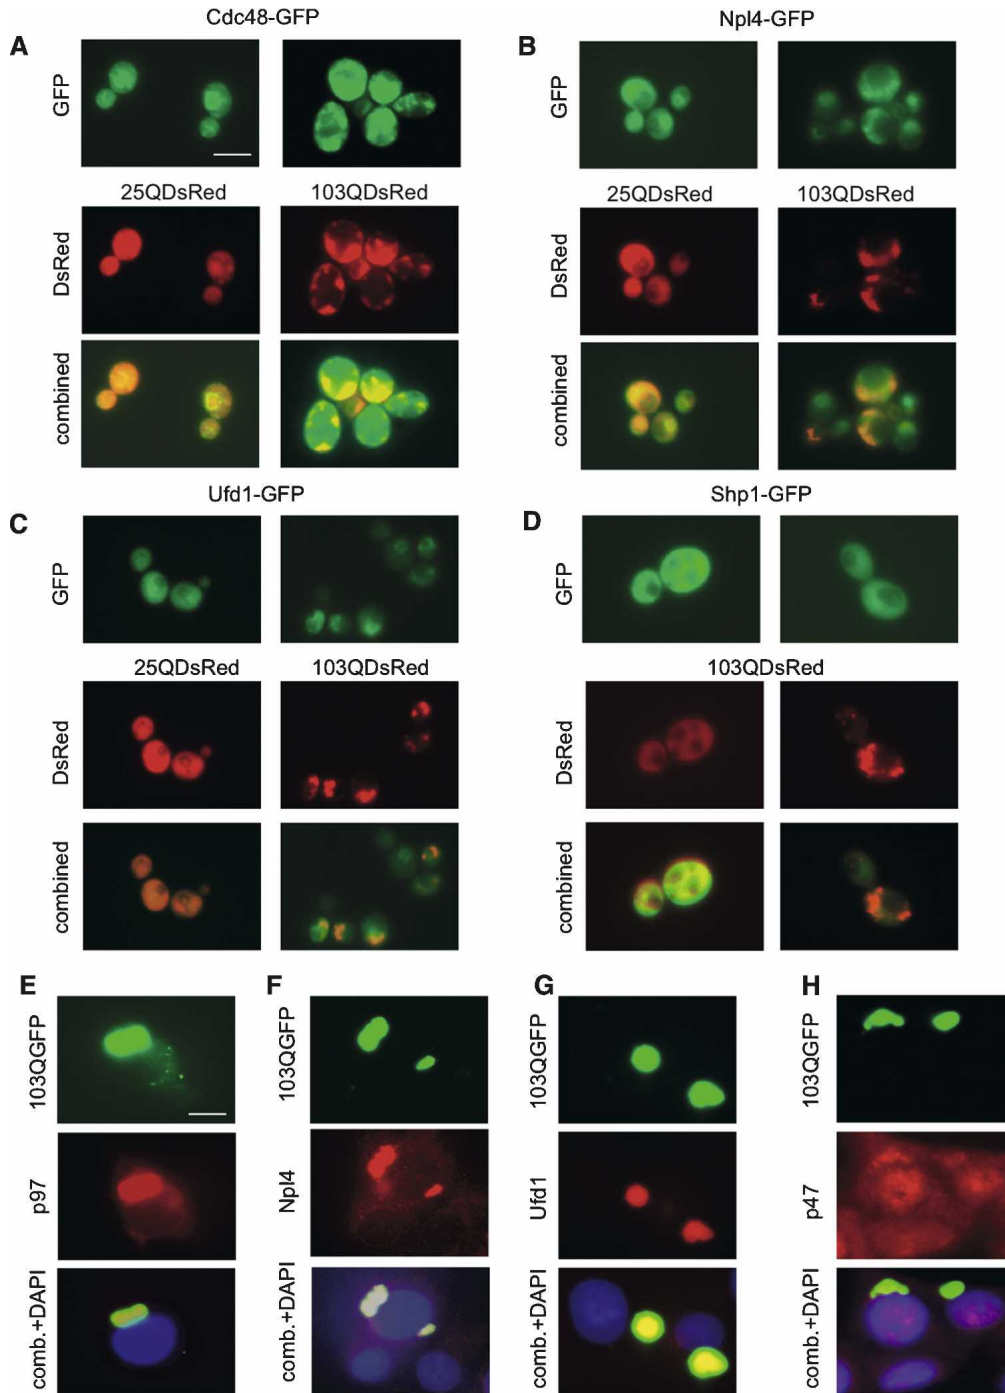 Cdc48-GFP
Npl4-GFP
A
B
GFP
GFP
25QDsRed
103QDsRed
25QDsRed
103QDsRed
DsRed
DsRed
combined
combined
Ufd1-GFP
Shp1-GFP
C
D
GFP
GFP
25QDsRed
103QDsRed
103QDsRed
DsRed
DsRed
combined
combined
E
F
G
H
103QGFP
103QGFP
103QGFP
103QGFP
p97
Npl4
Ufd1
p47
comb.+DAPI
comb.+DAPI
comb.+DAPI
comb.+DAPI